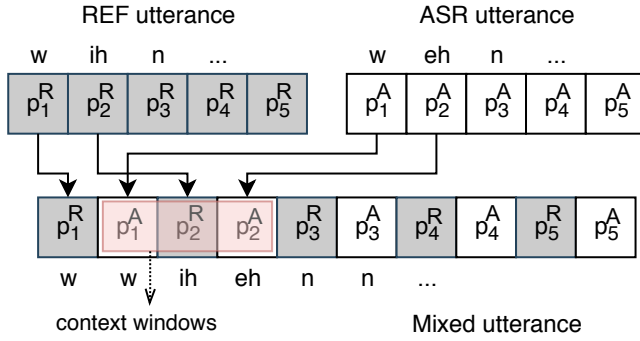 REF utterance ASR utterance
w ih n ... w eh n ...
p₁ᴿ p₂ᴿ p₃ᴿ p₄ᴿ p₅ᴿ p₁ᴬ p₂ᴬ p₃ᴬ p₄ᴬ p₅ᴬ
p₁ᴿ p₁ᴬ p₂ᴿ p₂ᴬ p₃ᴿ p₃ᴬ p₄ᴿ p₄ᴬ p₅ᴿ p₅ᴬ
w w ih eh n n ...
context windows Mixed utterance